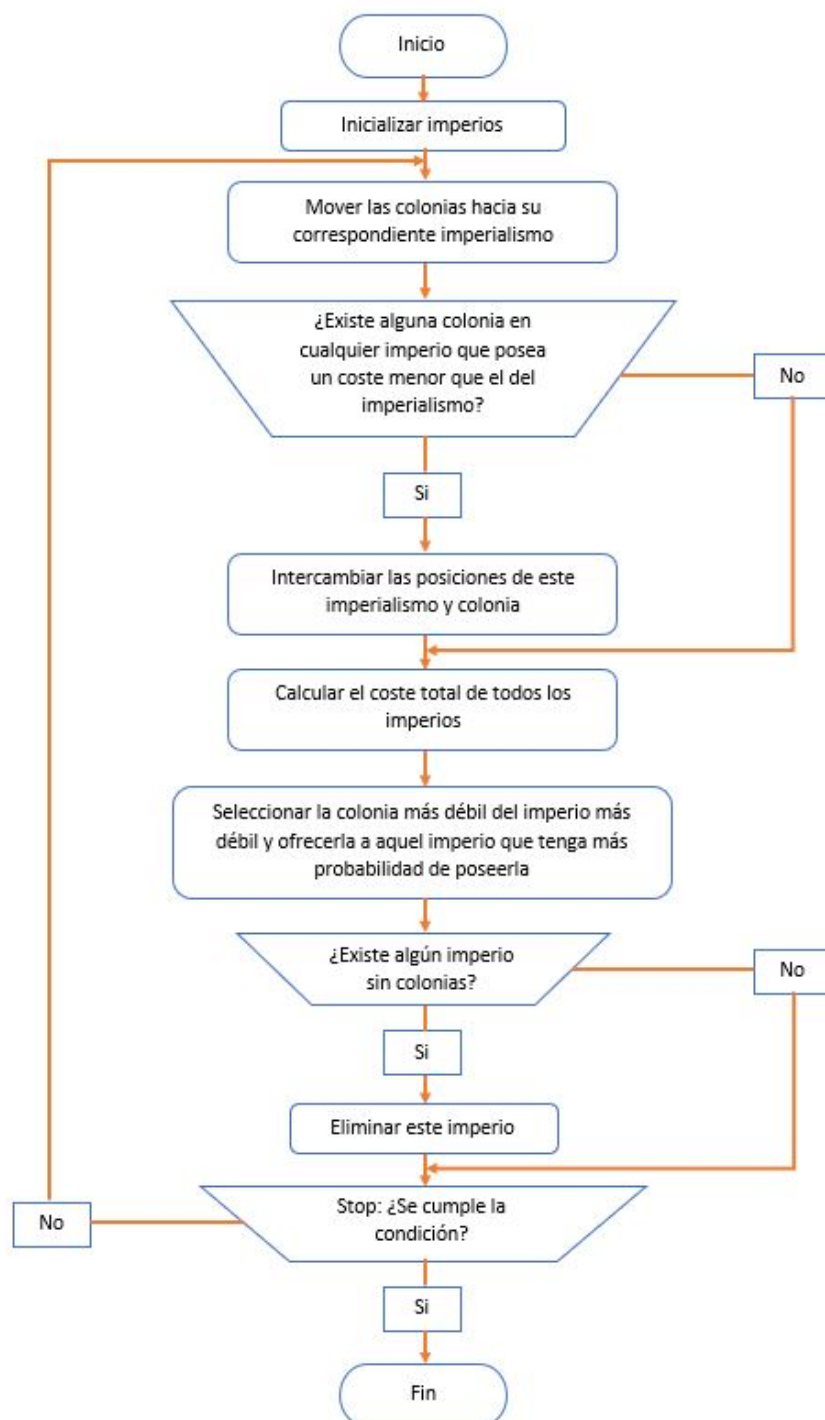 Inicio
Inicializar imperios
Mover las colonias hacia su
correspondiente imperialismo
¿Existe alguna colonia en
cualquier imperio que posea
un coste menor que el del
imperialismo?
No
Si
Intercambiar las posiciones de este
imperialismo y colonia
Calcular el coste total de todos los
imperios
Seleccionar la colonia más débil del imperio más
débil y ofrecerla a aquel imperio que tenga más
probabilidad de poseerla
¿Existe algún imperio
sin colonias?
No
Si
Eliminar este imperio
Stop: ¿Se cumple la
condición?
No
Si
Fin